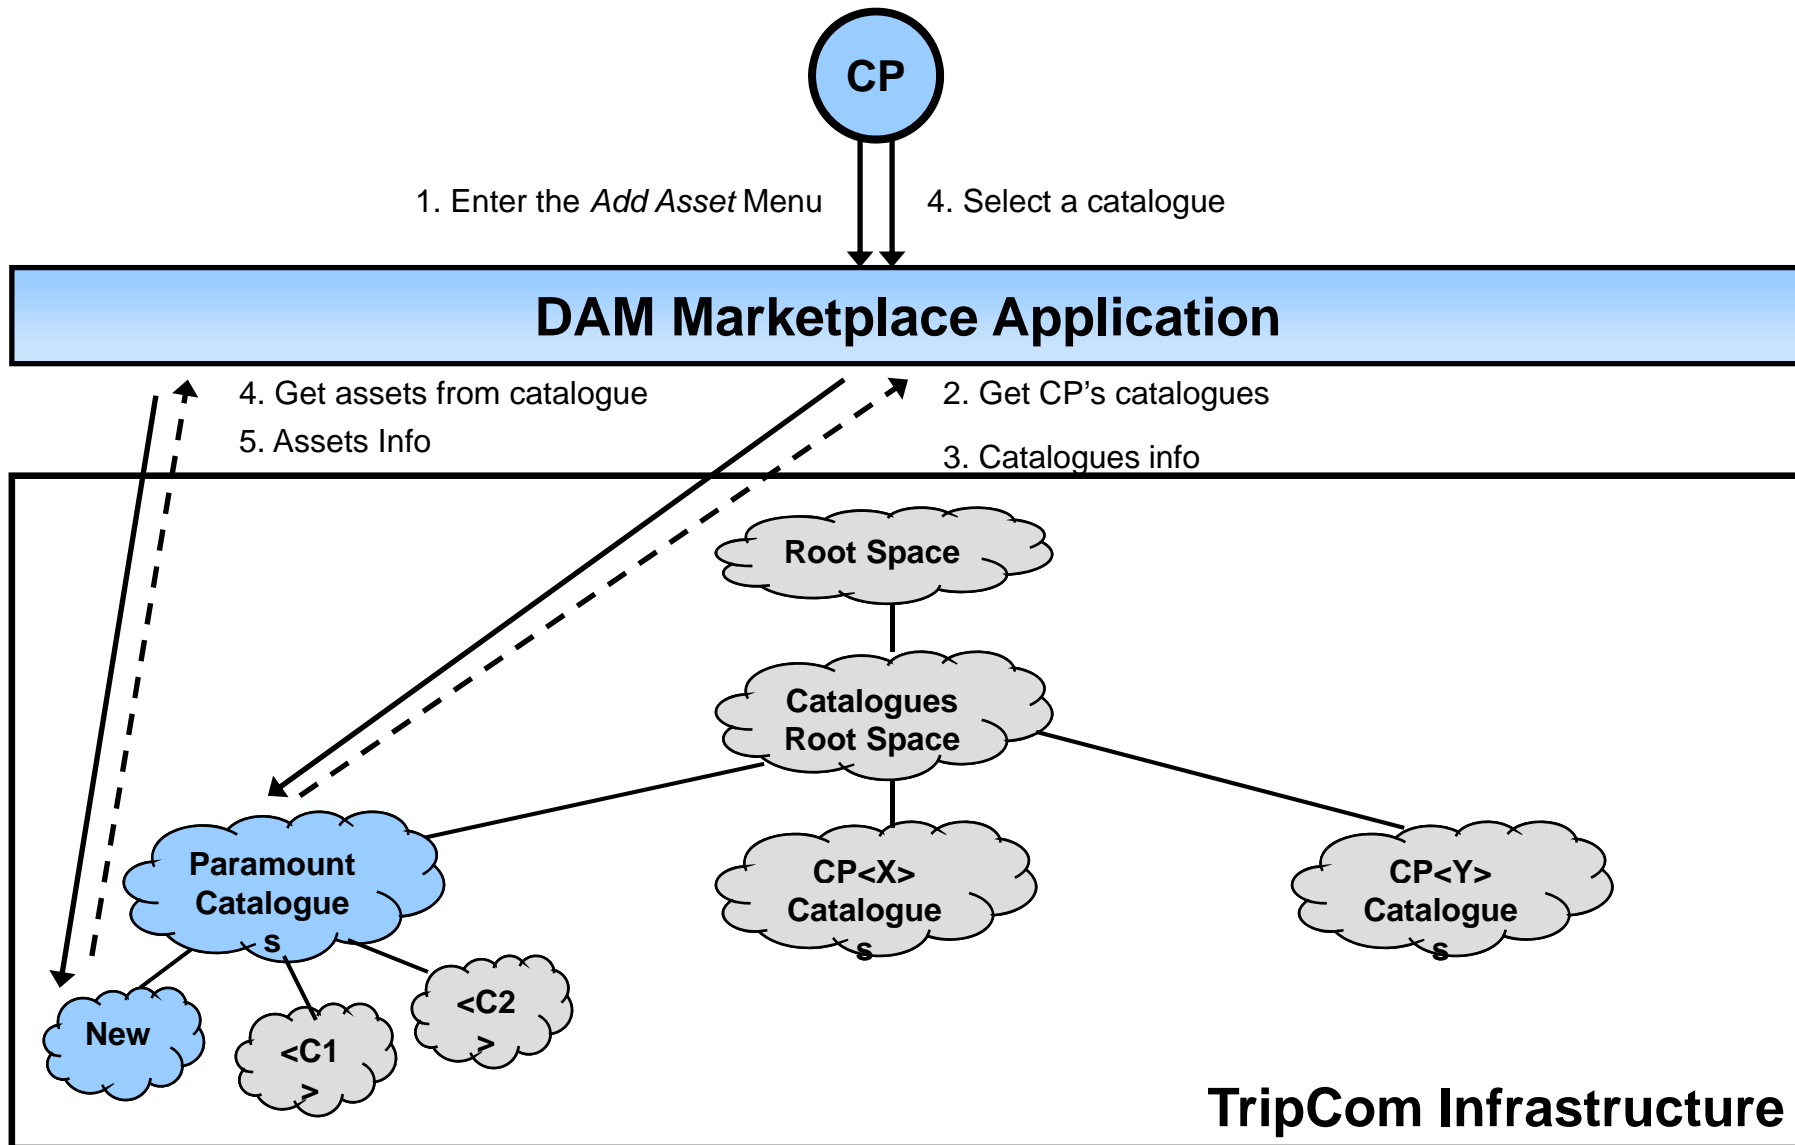 CP
1. Enter the Add Asset Menu
4. Select a catalogue
DAM Marketplace Application
4. Get assets from catalogue
5. Assets Info
2. Get CP’s catalogues
3. Catalogues info
Root Space
Catalogues
Root Space
Paramount
Catalogue
s
CP<X>
Catalogue
s
CP<Y>
Catalogue
s
New
<C1
>
<C2
>
TripCom Infrastructure